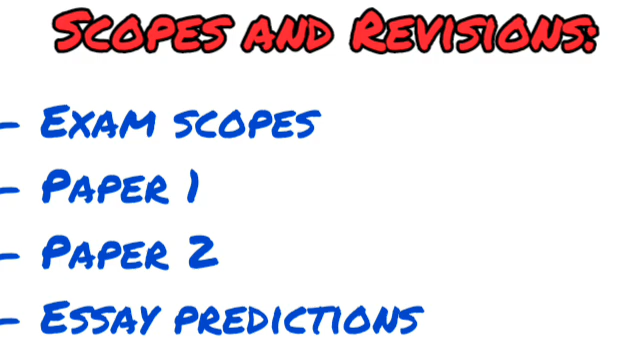 Scopes and Revisions:
- Exam scopes
- Paper 1
- Paper 2
- Essay predictions